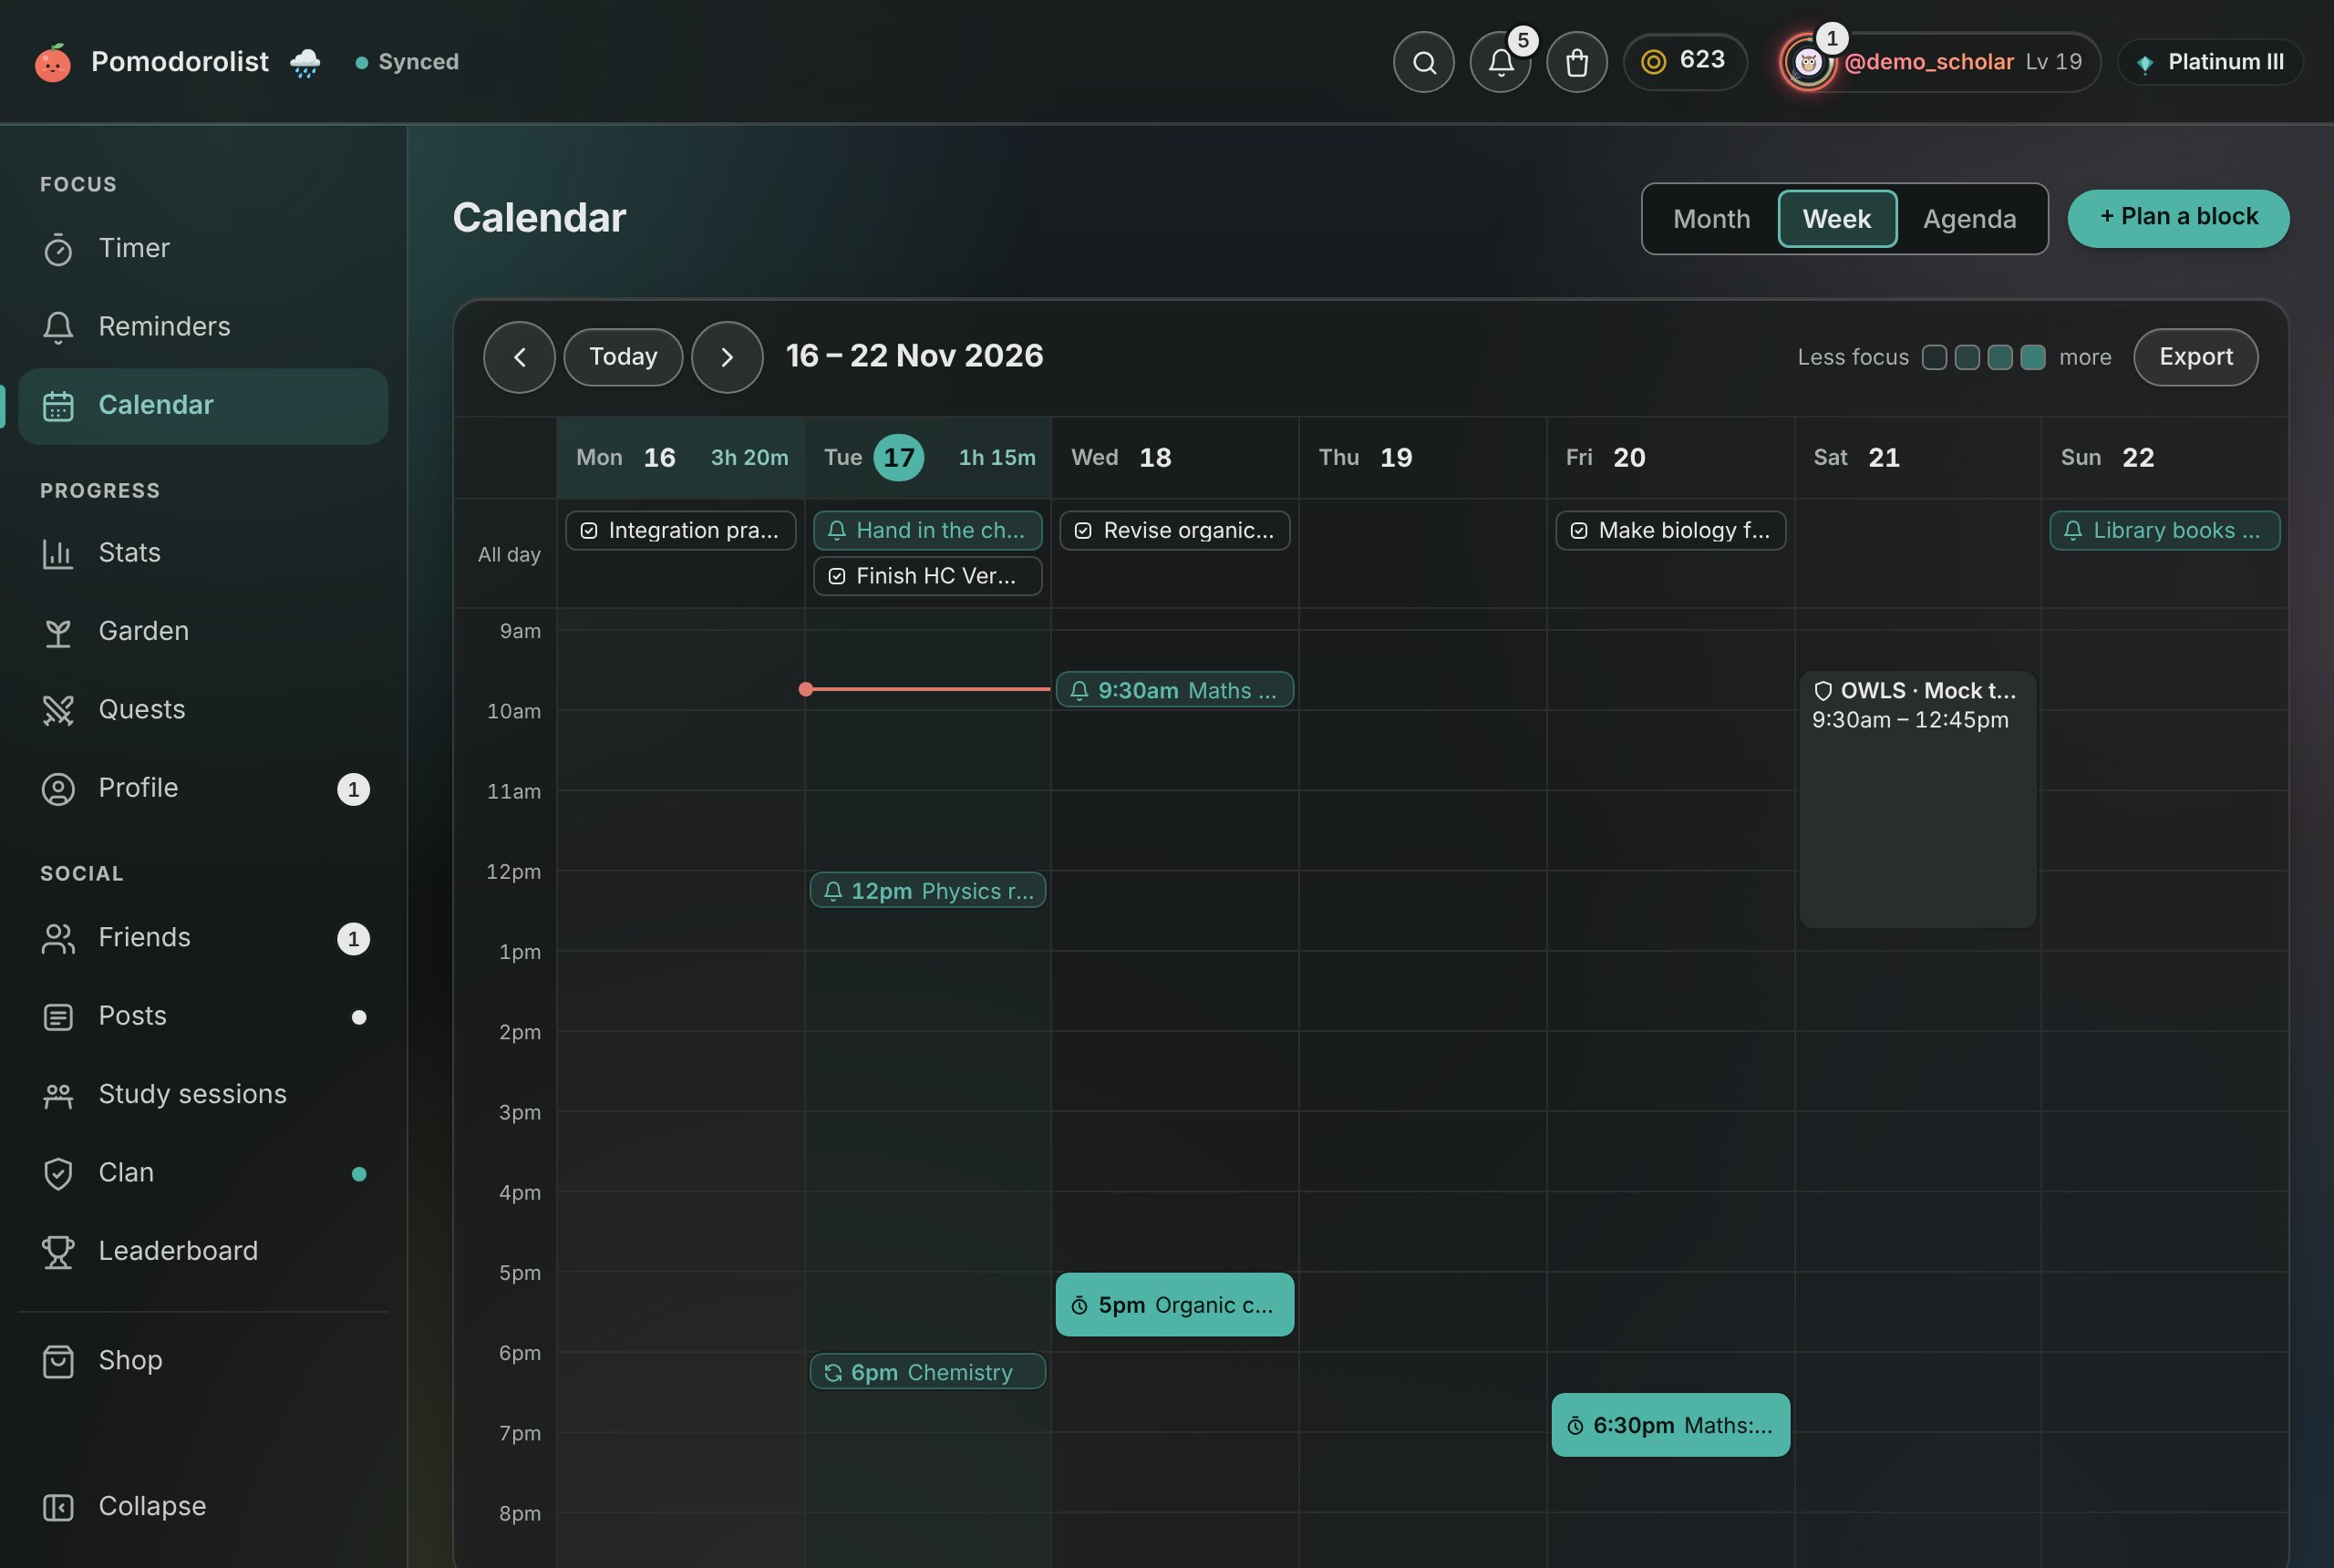 Pomodorolist
Synced
5
623
1
@demo_scholar Lv 19
Platinum III
FOCUS
Timer
Reminders
Calendar
PROGRESS
Stats
Garden
Quests
Profile 1
SOCIAL
Friends 1
Posts
Study sessions
Clan
Leaderboard
Shop
Collapse
Calendar
Month Week Agenda
+ Plan a block
Today
16 – 22 Nov 2026
Less focus more
Export
Mon 16 3h 20m
Tue 17 1h 15m
Wed 18
Thu 19
Fri 20
Sat 21
Sun 22
All day
Integration pra...
Hand in the ch...
Finish HC Ver...
Revise organic...
Make biology f...
Library books ...
9am
10am
11am
12pm
1pm
2pm
3pm
4pm
5pm
6pm
7pm
8pm
12pm Physics r...
6pm Chemistry
9:30am Maths ...
5pm Organic c...
6:30pm Maths:...
OWLS · Mock t...
9:30am – 12:45pm